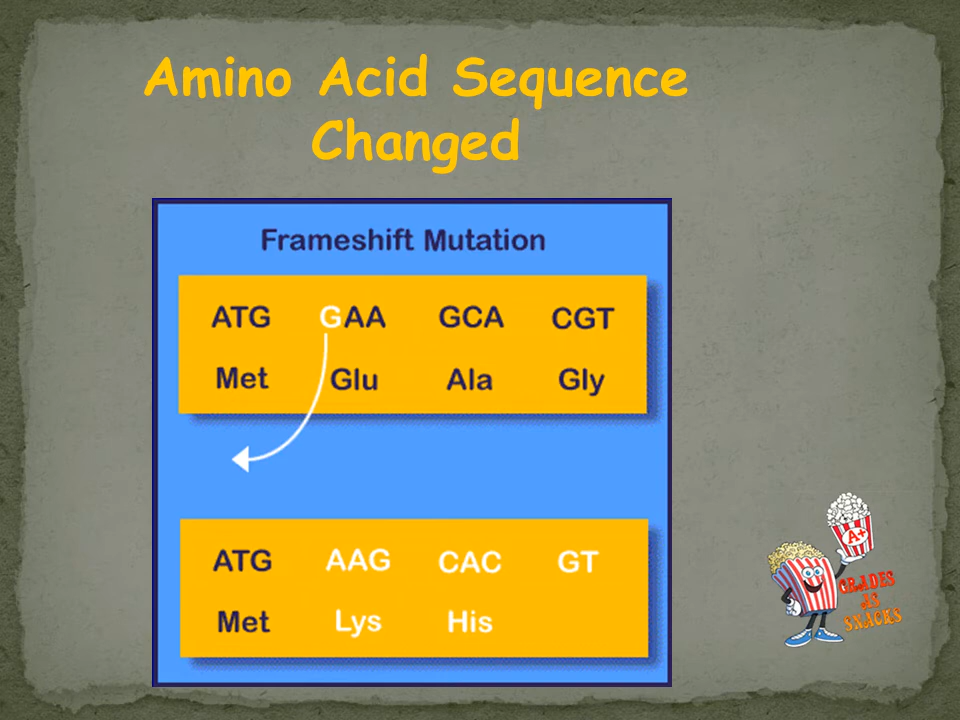 Amino Acid Sequence
Changed
Frameshift Mutation
ATG GAA GCA CGT
Met Glu Ala Gly
ATG AAG CAC GT
Met Lys His
A+
GRADES
AS
SNACKS